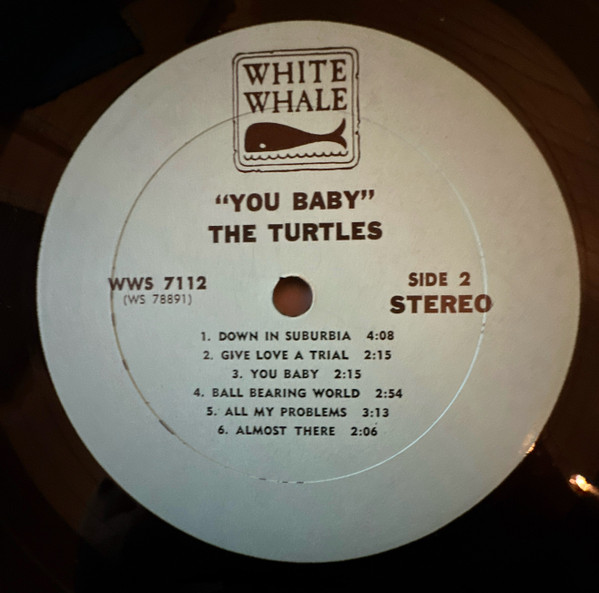 WHITE
WHALE
“YOU BABY”
THE TURTLES
WWS 7112
(WS 78891)
SIDE 2
STEREO
1. DOWN IN SUBURBIA 4:08
2. GIVE LOVE A TRIAL 2:15
3. YOU BABY 2:15
4. BALL BEARING WORLD 2:54
5. ALL MY PROBLEMS 3:13
6. ALMOST THERE 2:06